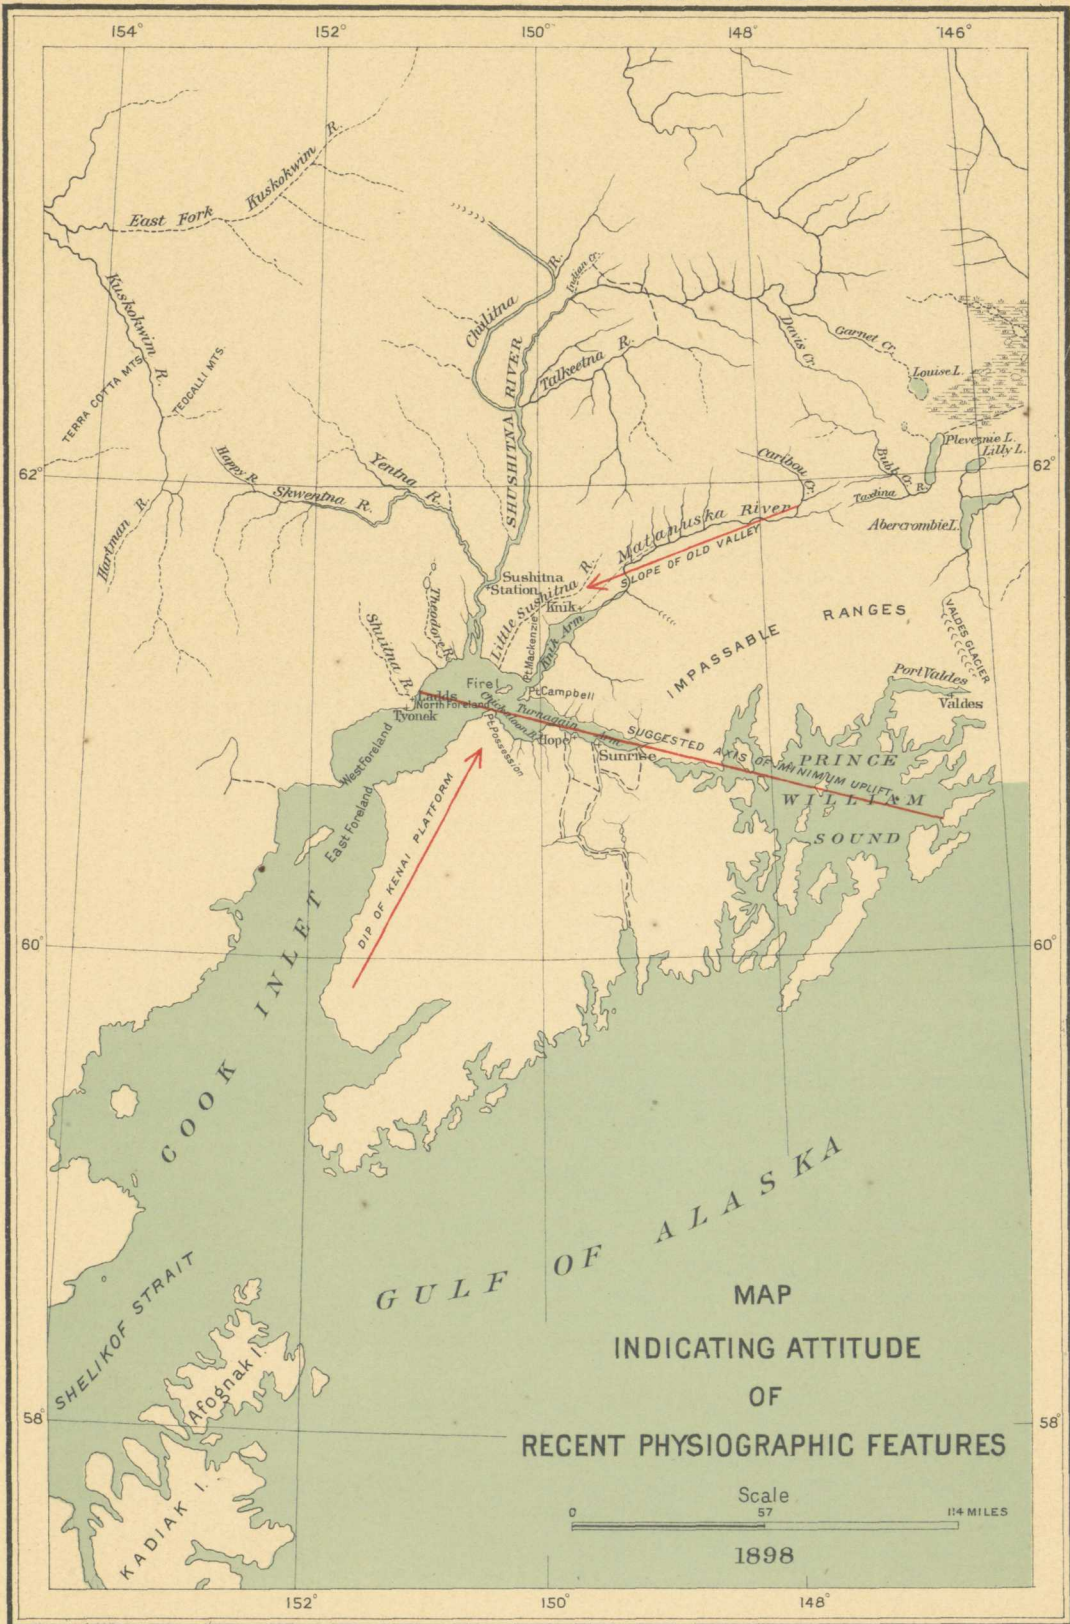 154°
152°
150°
148°
146°
Kuskokwim R.
East Fork
Kuskokwim R.
TERRA COTTA MTS.
TEOCALLI MTS
Chulitna R.
Indian Cr.
SHUSHITNA RIVER
Talkeetna R.
Davis Cr.
Garnet Cr.
Louise L.
62°
62°
Happy R.
Yentna R.
Skwentna R.
Hartman R.
Caribou Cr.
Bubb Cr.
Tazlina R.
Pleveznie L.
Lilly L.
Abercrombie L.
Matanuska River
SLOPE OF OLD VALLEY
Sushitna
Station
Little Sushitna R.
Knik
Knik Arm
Pt Mackenzie
Theodore R.
Shuitna R.
IMPASSABLE RANGES
VALDES GLACIER
Port Valdes
Valdes
Fire I.
Pt Campbell
Ladds
North Foreland
Tyonek
Chickaloon R.
Turnagain Arm
Pt Possession
Hope
Sunrise
SUGGESTED AXIS OF MINIMUM UPLIFT
PRINCE
WILLIAM
SOUND
West Foreland
East Foreland
DIP OF KENAI PLATFORM
60°
60°
COOK INLET
GULF OF ALASKA
SHELIKOF STRAIT
Afognak I.
KADIAK I.
58°
58°
MAP
INDICATING ATTITUDE
OF
RECENT PHYSIOGRAPHIC FEATURES
Scale
0 57 114 MILES
1898
152°
150°
148°